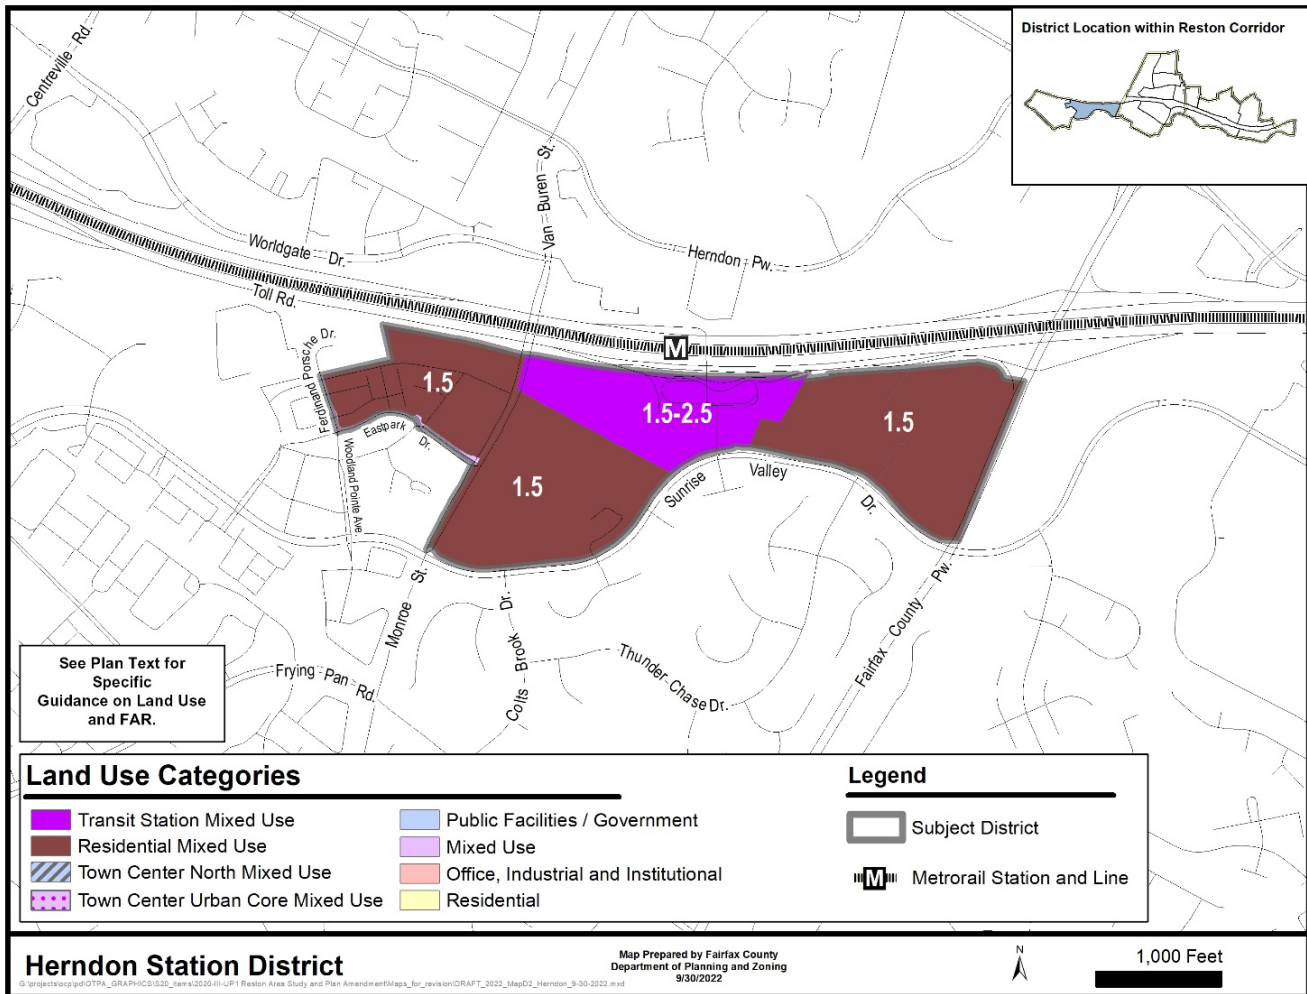 District Location within Reston Corridor
Centreville Rd.
Van Buren St.
Worldgate Dr.
Herndon Pw.
Toll Rd.
M
Ferdinand Porsche Dr.
1.5
1.5-2.5
1.5
Eastpark Dr.
Woodland Pointe Ave.
1.5
Sunrise Valley Dr.
Monroe St.
Colts Brook Dr.
Fairfax County Pw.
Thunder Chase Dr.
Frying Pan Rd.
See Plan Text for
Specific
Guidance on Land Use
and FAR.
Land Use Categories
Transit Station Mixed Use
Residential Mixed Use
Town Center North Mixed Use
Town Center Urban Core Mixed Use
Public Facilities / Government
Mixed Use
Office, Industrial and Institutional
Residential
Legend
Subject District
M
Metrorail Station and Line
Herndon Station District
Map Prepared by Fairfax County
Department of Planning and Zoning
9/30/2022
N
1,000 Feet